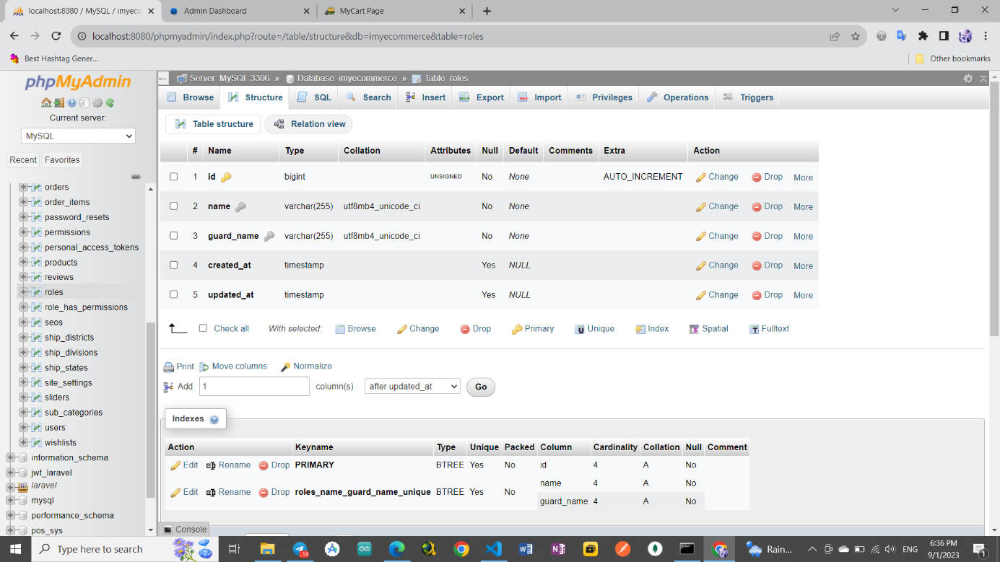 localhost:8080 / MySQL / imyeco
Admin Dashboard
MyCart Page
localhost:8080/phpmyadmin/index.php?route=/table/structure&db=imyecommerce&table=roles
Best Hashtag Gener...
Other bookmarks
phpMyAdmin
Current server:
MySQL
Recent Favorites
orders
order_items
password_resets
permissions
personal_access_tokens
products
reviews
roles
role_has_permissions
seos
ship_districts
ship_divisions
ship_states
site_settings
sliders
sub_categories
users
wishlists
information_schema
jwt_laravel
laravel
mysql
performance_schema
pos_sys
Server: MySQL:3306 » Database: imyecommerce » Table: roles
Browse Structure SQL Search Insert Export Import Privileges Operations Triggers
Table structure Relation view
# Name Type Collation Attributes Null Default Comments Extra Action
1 id bigint UNSIGNED No None AUTO_INCREMENT Change Drop More
2 name varchar(255) utf8mb4_unicode_ci No None Change Drop More
3 guard_name varchar(255) utf8mb4_unicode_ci No None Change Drop More
4 created_at timestamp Yes NULL Change Drop More
5 updated_at timestamp Yes NULL Change Drop More
Check all With selected: Browse Change Drop Primary Unique Index Spatial Fulltext
Print Move columns Normalize
Add 1 column(s) after updated_at Go
Indexes
Action Keyname Type Unique Packed Column Cardinality Collation Null Comment
Edit Rename Drop PRIMARY BTREE Yes No id 4 A No
Edit Rename Drop roles_name_guard_name_unique BTREE Yes No name 4 A No
guard_name 4 A No
Console
Type here to search
18
Rain...
ENG
6:36 PM
9/1/2023
1